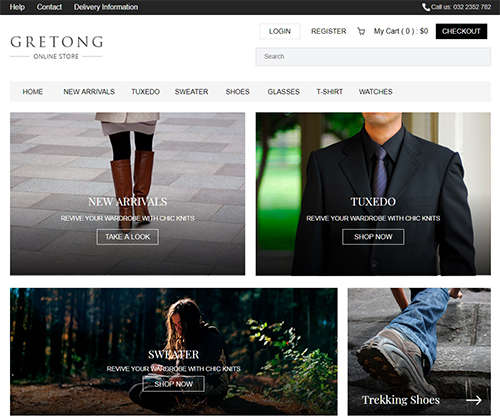 Help Contact Delivery Information Call us: 032 2352 782
LOGIN REGISTER My Cart ( 0 ) : $0 CHECKOUT
GRETONG
ONLINE STORE
Search
HOME NEW ARRIVALS TUXEDO SWEATER SHOES GLASSES T-SHIRT WATCHES
NEW ARRIVALS
REVIVE YOUR WARDROBE WITH CHIC KNITS
TAKE A LOOK
TUXEDO
REVIVE YOUR WARDROBE WITH CHIC KNITS
SHOP NOW
SWEATER
REVIVE YOUR WARDROBE WITH CHIC KNITS
SHOP NOW
Trekking Shoes